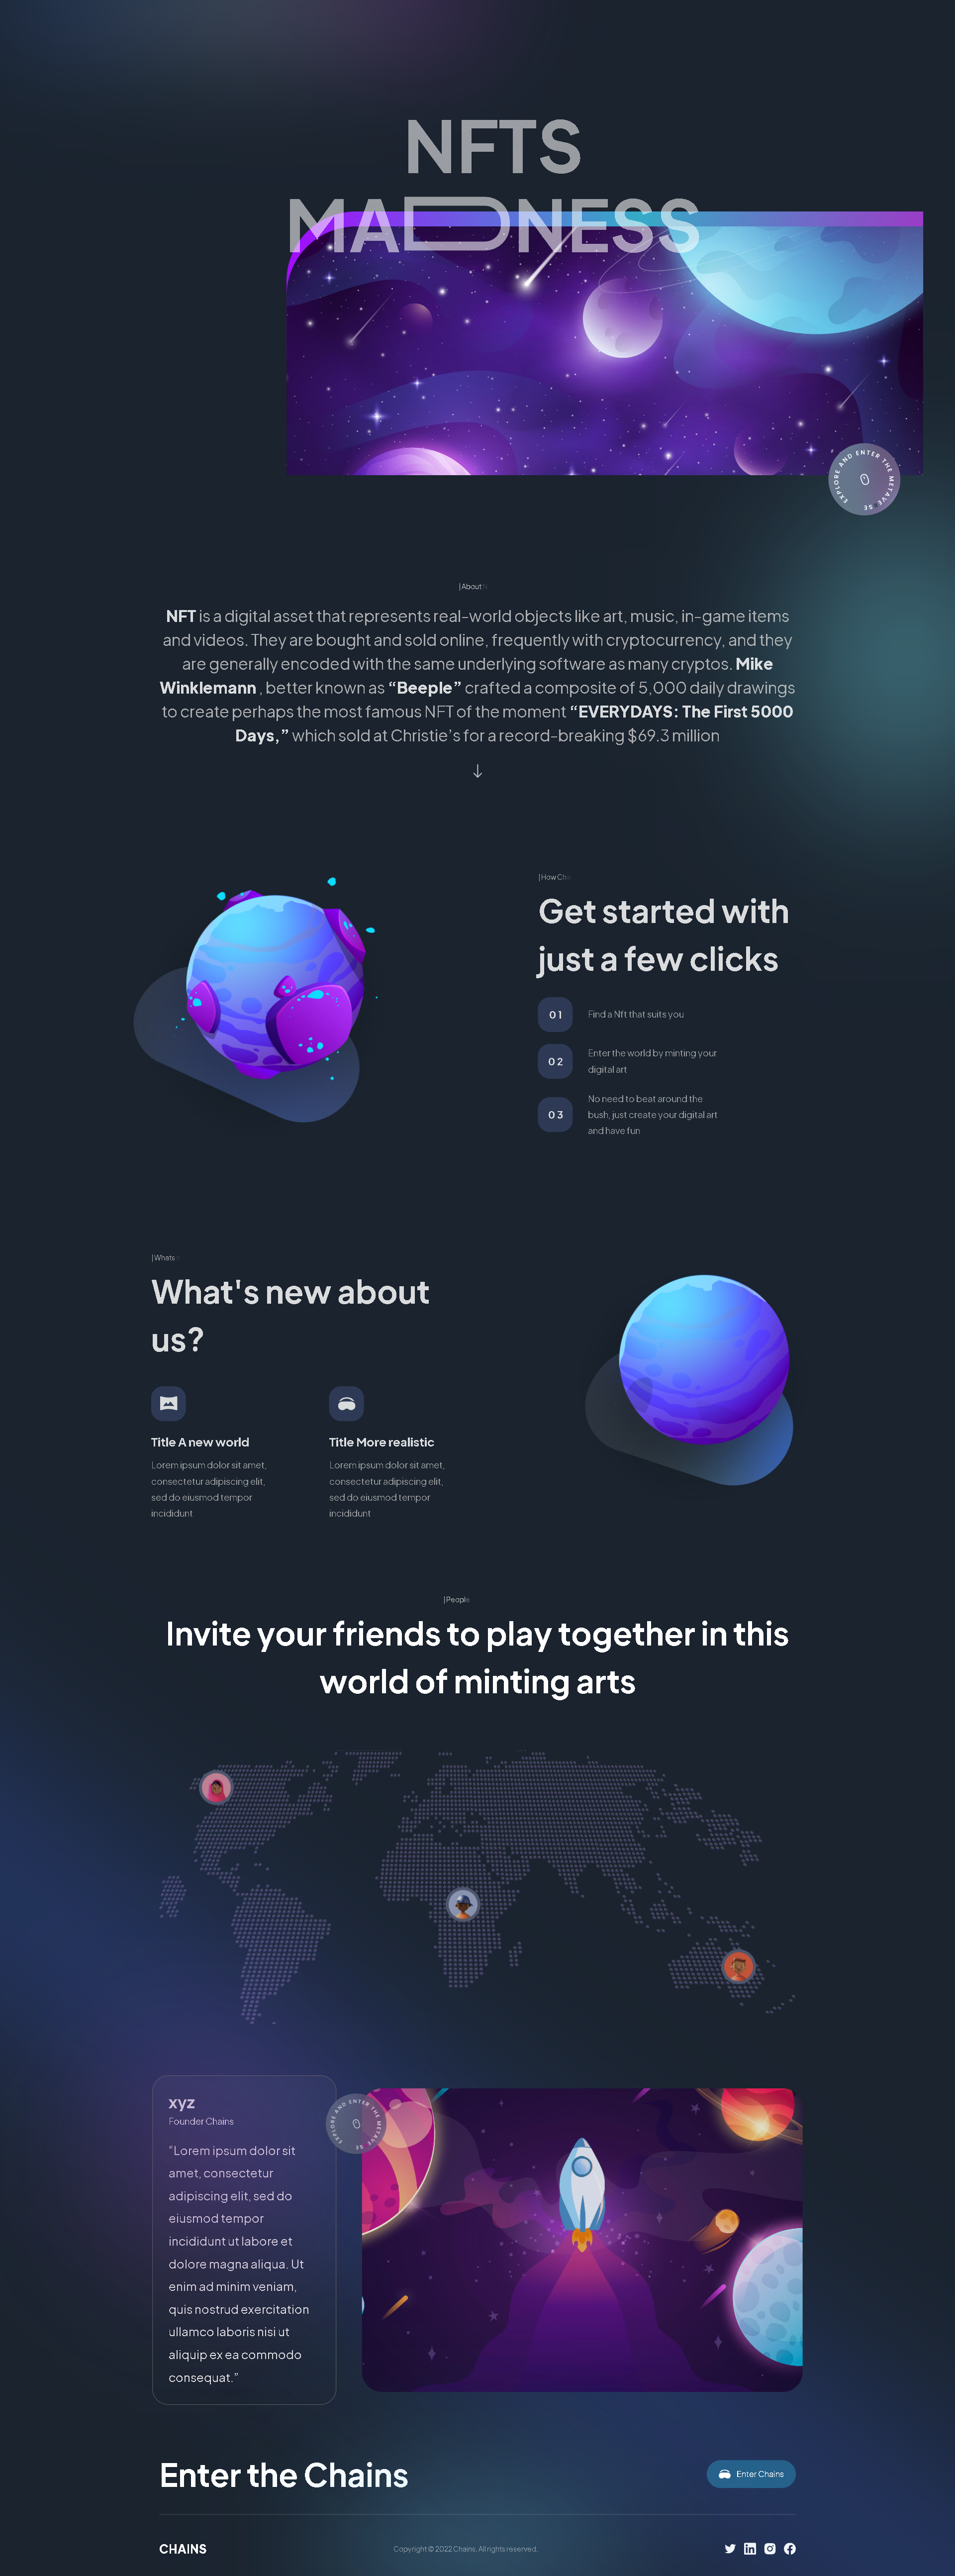 NFTS
MADNESS
EXPLORE AND ENTER THE METAVE SE
| About
NFT is a digital asset that represents real-world objects like art, music, in-game items
and videos. They are bought and sold online, frequently with cryptocurrency, and they
are generally encoded with the same underlying software as many cryptos. Mike
Winklemann , better known as “Beeple” crafted a composite of 5,000 daily drawings
to create perhaps the most famous NFT of the moment “EVERYDAYS: The First 5000
Days,” which sold at Christie’s for a record-breaking $69.3 million
| How Cha
Get started with
just a few clicks
01
Find a Nft that suits you
02
Enter the world by minting your
digital art
03
No need to beat around the
bush, just create your digital art
and have fun
| Whats
What's new about
us?
Title A new world
Lorem ipsum dolor sit amet,
consectetur adipiscing elit,
sed do eiusmod tempor
incididunt
Title More realistic
Lorem ipsum dolor sit amet,
consectetur adipiscing elit,
sed do eiusmod tempor
incididunt
| People
Invite your friends to play together in this
world of minting arts
xyz
Founder Chains
“Lorem ipsum dolor sit
amet, consectetur
adipiscing elit, sed do
eiusmod tempor
incididunt ut labore et
dolore magna aliqua. Ut
enim ad minim veniam,
quis nostrud exercitation
ullamco laboris nisi ut
aliquip ex ea commodo
consequat.”
EXPLORE AND ENTER THE METAVE SE
Enter the Chains
Enter Chains
CHAINS
Copyright © 2022 Chains. All rights reserved.